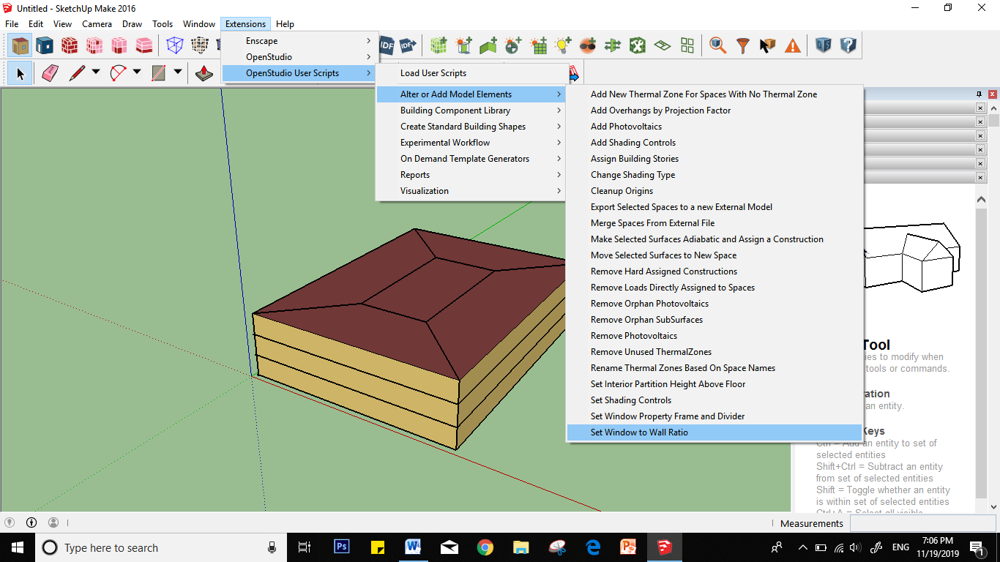 Untitled - SketchUp Make 2016
File Edit View Camera Draw Tools Window Extensions Help
IDF IDF
Enscape
OpenStudio
OpenStudio User Scripts
Load User Scripts
Alter or Add Model Elements
Building Component Library
Create Standard Building Shapes
Experimental Workflow
On Demand Template Generators
Reports
Visualization
Add New Thermal Zone For Spaces With No Thermal Zone
Add Overhangs by Projection Factor
Add Photovoltaics
Add Shading Controls
Assign Building Stories
Change Shading Type
Cleanup Origins
Export Selected Spaces to a new External Model
Merge Spaces From External File
Make Selected Surfaces Adiabatic and Assign a Construction
Move Selected Surfaces to New Space
Remove Hard Assigned Constructions
Remove Loads Directly Assigned to Spaces
Remove Orphan Photovoltaics
Remove Orphan SubSurfaces
Remove Photovoltaics
Remove Unused ThermalZones
Rename Thermal Zones Based On Space Names
Set Interior Partition Height Above Floor
Set Shading Controls
Set Window Property Frame and Divider
Set Window to Wall Ratio
Tool
ies to modify when
tools or commands.
ration
an entity.
Keys
Ctrl = Add an entity to set of
selected entities
Shift+Ctrl = Subtract an entity
from set of selected entities
Shift = Toggle whether an entity
is within set of selected entities
Ctrl+A = Select all visible
Measurements
Type here to search
ENG
7:06 PM
11/19/2019
1